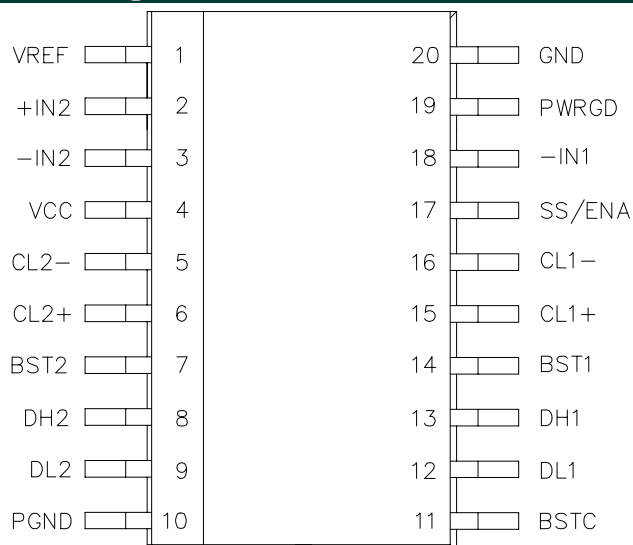 VREF 1 20 GND
+IN2 2 19 PWRGD
-IN2 3 18 -IN1
VCC 4 17 SS/ENA
CL2- 5 16 CL1-
CL2+ 6 15 CL1+
BST2 7 14 BST1
DH2 8 13 DH1
DL2 9 12 DL1
PGND 10 11 BSTC